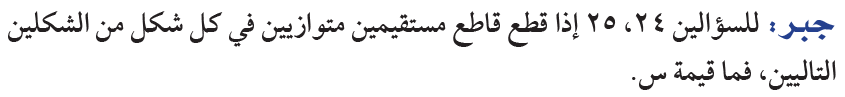 جبر: للسؤالين ٢٤، ٢٥ إذا قطع قاطع مستقيمين متوازيين في كل شكل من الشكلين
التاليين، فما قيمة س.